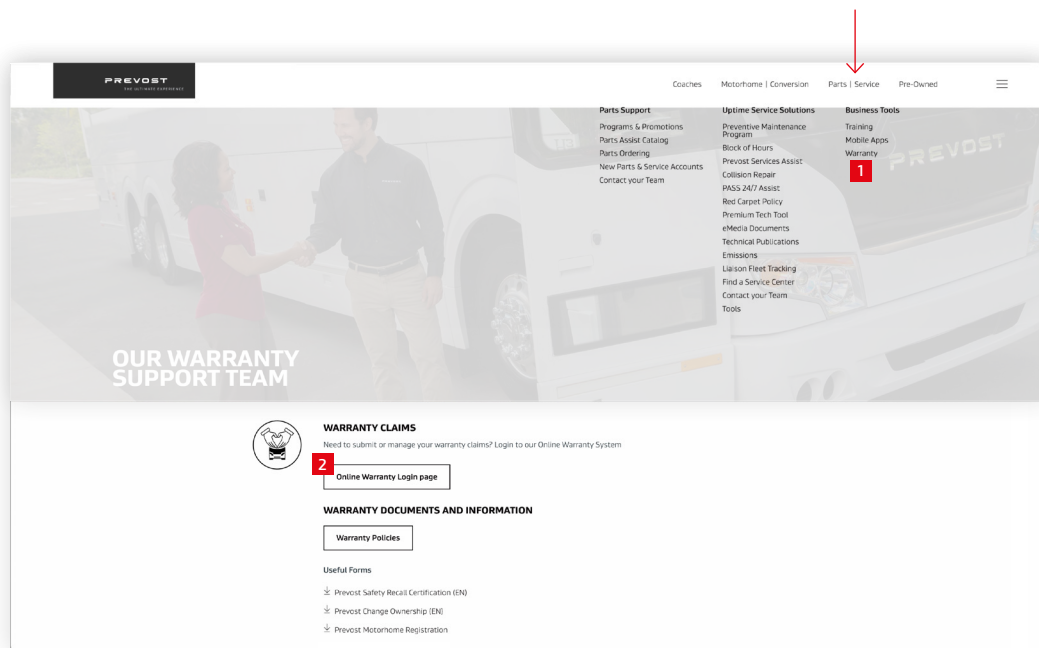 PREVOST
THE ULTIMATE EXPERIENCE
Coaches
Motorhome | Conversion
Parts | Service
Pre-Owned
Parts Support
Programs & Promotions
Parts Assist Catalog
Parts Ordering
New Parts & Service Accounts
Contact your Team
Uptime Service Solutions
Preventive Maintenance
Program
Block of Hours
Prevost Services Assist
Collision Repair
PASS 24/7 Assist
Red Carpet Policy
Premium Tech Tool
eMedia Documents
Technical Publications
Emissions
Liaison Fleet Tracking
Find a Service Center
Contact your Team
Tools
Business Tools
Training
Mobile Apps
Warranty
1
PREVOST
OUR WARRANTY
SUPPORT TEAM
WARRANTY CLAIMS
Need to submit or manage your warranty claims? Login to our Online Warranty System
2
Online Warranty Login page
WARRANTY DOCUMENTS AND INFORMATION
Warranty Policies
Useful Forms
Prevost Safety Recall Certification (EN)
Prevost Change Ownership (EN)
Prevost Motorhome Registration